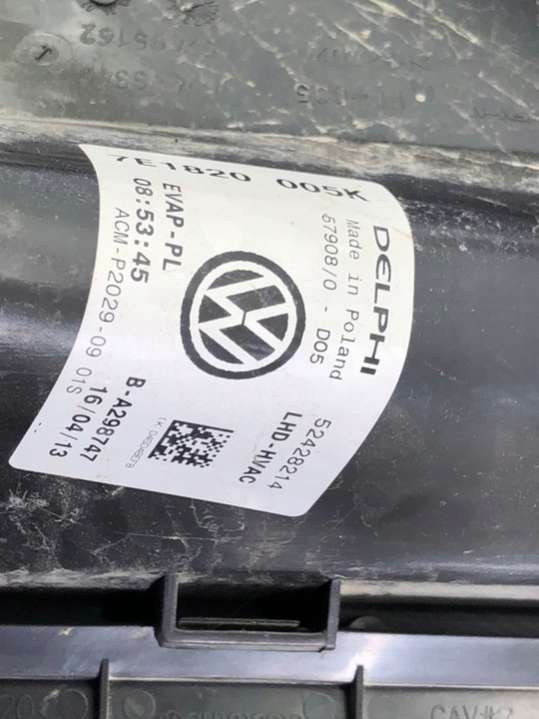 7E1820 005K
DELPHI
Made in Poland
57908/0 - D05
EVAP-PL
08:53:45
ACM-P2029-09 01S
52428214
LHD-HVAC
B-A298747
16/04/13